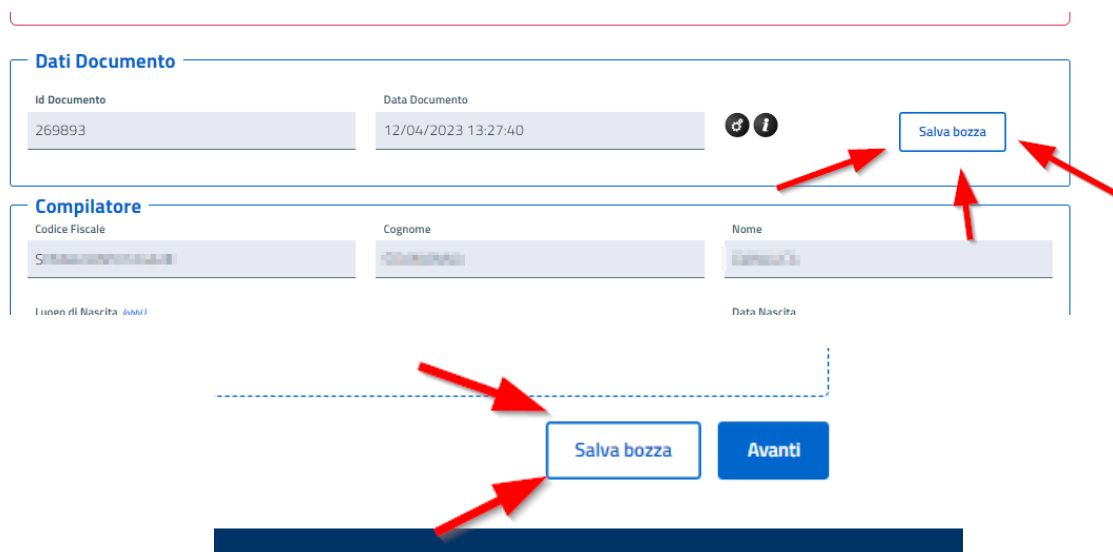 Dati Documento
Id Documento
Data Documento
269893
12/04/2023 13:27:40
Salva bozza
Compilatore
Codice Fiscale
Cognome
Nome
S
Luogo di Nascita (obbl.)
Data Nascita
Salva bozza
Avanti